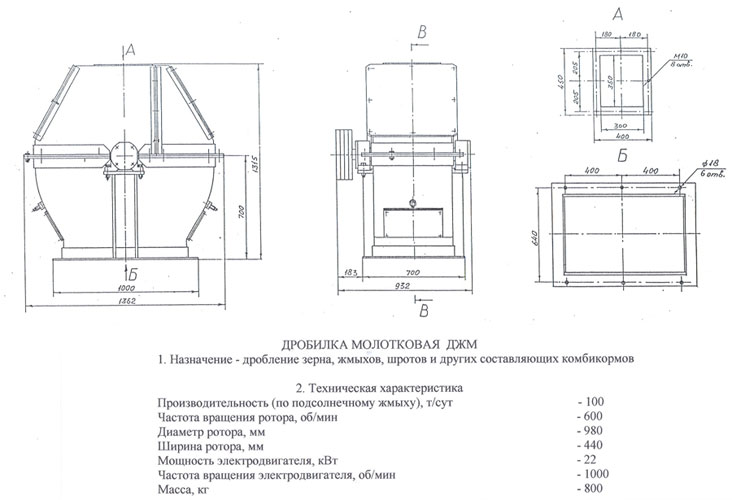 А
В
А
180
180
М10
8 отв.
450
205
205
350
300
400
Б
400
400
ф18
6 отв.
640
1315
700
Б
1000
1362
183
700
932
В
ДРОБИЛКА МОЛОТКОВАЯ ДЖМ
1. Назначение - дробление зерна, жмыхов, шротов и других составляющих комбикормов
2. Техническая характеристика
Производительность (по подсолнечному жмыху), т/сут - 100
Частота вращения ротора, об/мин - 600
Диаметр ротора, мм - 980
Ширина ротора, мм - 440
Мощность электродвигателя, кВт - 22
Частота вращения электродвигателя, об/мин - 1000
Масса, кг - 800